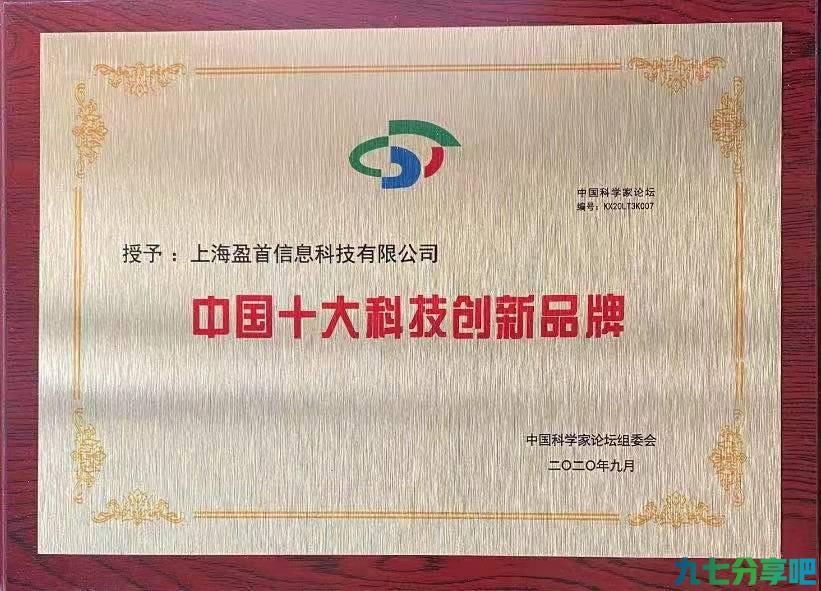 中国科学家论坛
编号：KX20LT3K007
授予：上海盈首信息科技有限公司
中国十大科技创新品牌
中国科学家论坛组委会
二〇二〇年九月
九七分享吧